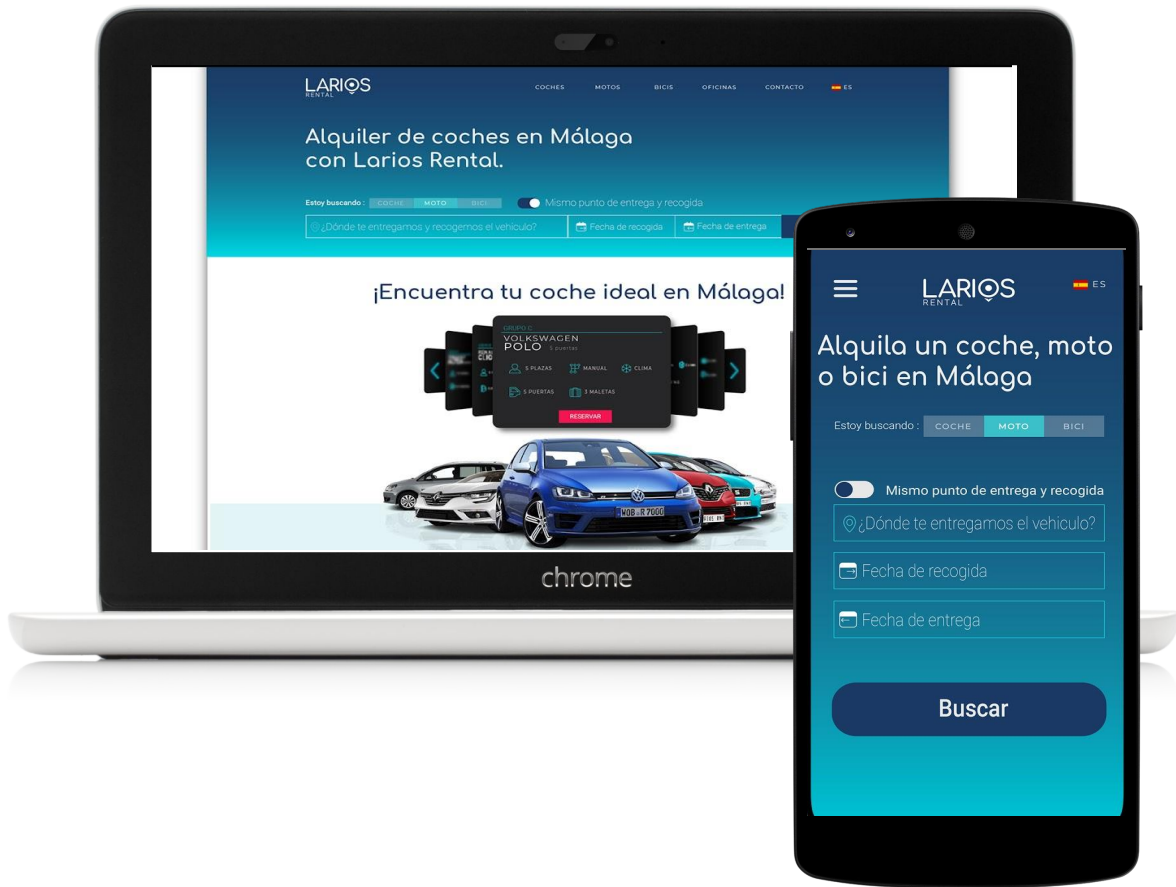 LARIOS
RENTAL
COCHES MOTOS BICIS OFICINAS CONTACTO ES
Alquiler de coches en Málaga
con Larios Rental.
Estoy buscando : COCHE MOTO BICI Mismo punto de entrega y recogida
¿Dónde te entregamos y recogemos el vehículo? Fecha de recogida Fecha de entrega
¡Encuentra tu coche ideal en Málaga!
GRUPO C
VOLKSWAGEN
POLO 5 puertas
5 PLAZAS MANUAL CLIMA
5 PUERTAS 3 MALETAS
RESERVAR
WOB R 7000
chrome
LARIOS
RENTAL
ES
Alquila un coche, moto
o bici en Málaga
Estoy buscando : COCHE MOTO BICI
Mismo punto de entrega y recogida
¿Dónde te entregamos el vehiculo?
Fecha de recogida
Fecha de entrega
Buscar